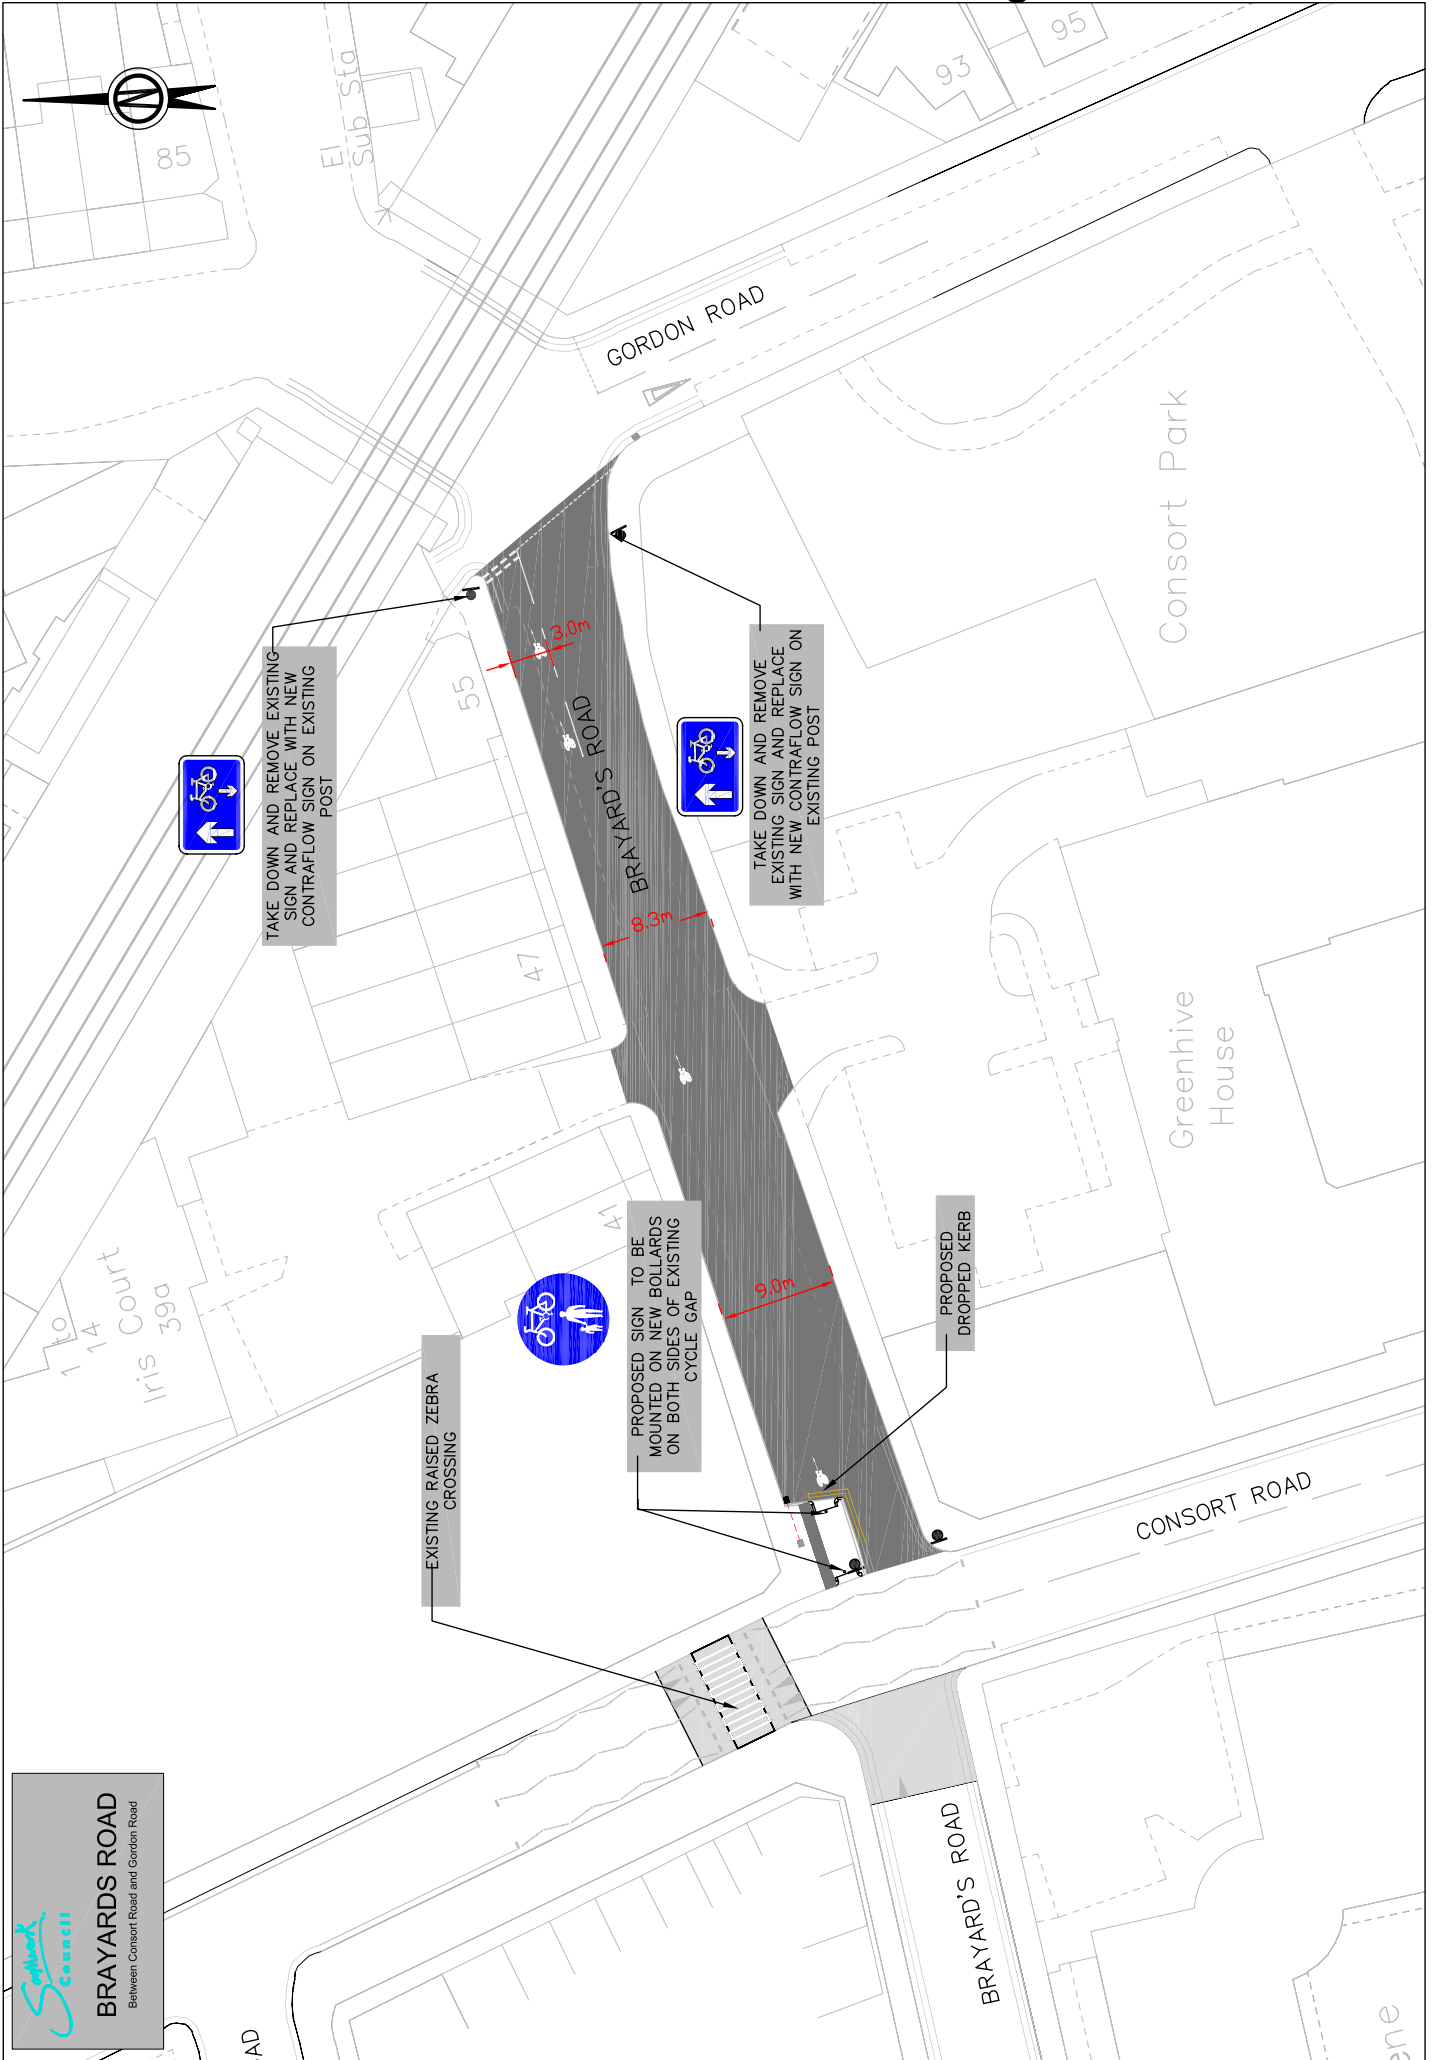 Southwark
Council
BRAYARDS ROAD
Between Consort Road and Gordon Road
EXISTING RAISED ZEBRA
CROSSING
PROPOSED SIGN TO BE
MOUNTED ON NEW BOLLARDS
ON BOTH SIDES OF EXISTING
CYCLE GAP
PROPOSED
DROPPED KERB
TAKE DOWN AND REMOVE EXISTING
SIGN AND REPLACE WITH NEW
CONTRAFLOW SIGN ON EXISTING
POST
TAKE DOWN AND REMOVE
EXISTING SIGN AND REPLACE
WITH NEW CONTRAFLOW SIGN ON
EXISTING POST
3.0m
8.3m
9.0m
BRAYARD'S ROAD
BRAYARD'S ROAD
CONSORT ROAD
GORDON ROAD
1 to
14
Iris Court
39a
41
47
55
85
El
Sub Sta
93
95
Consort Park
Greenhive
House
N
AD
ene